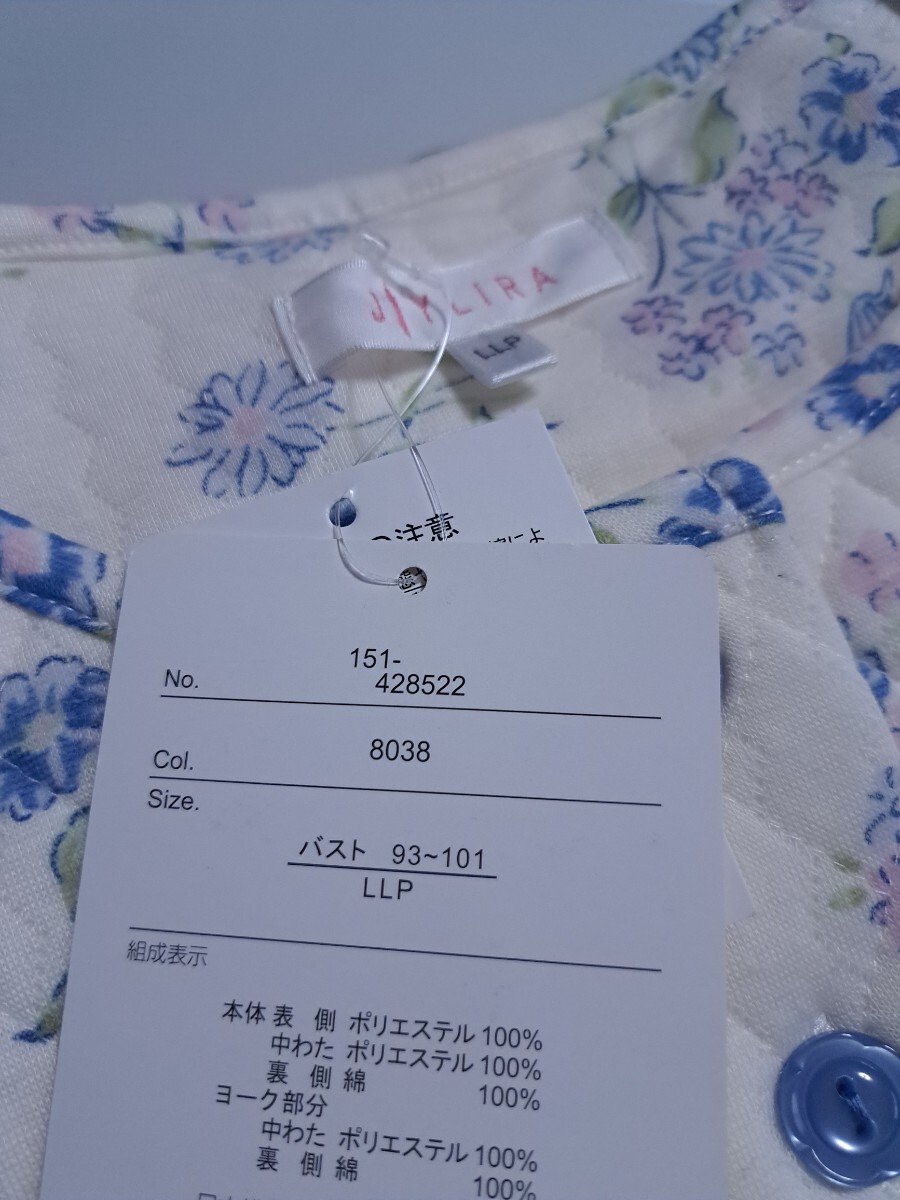 LIRA
LLP
の注意
によ
151-
No. 428522
Col. 8038
Size.
バスト 93~101
LLP
組成表示
本体 表 側 ポリエステル 100%
中わた ポリエステル 100%
裏 側 綿 100%
ヨーク部分
中わた ポリエステル 100%
裏 側 綿 100%